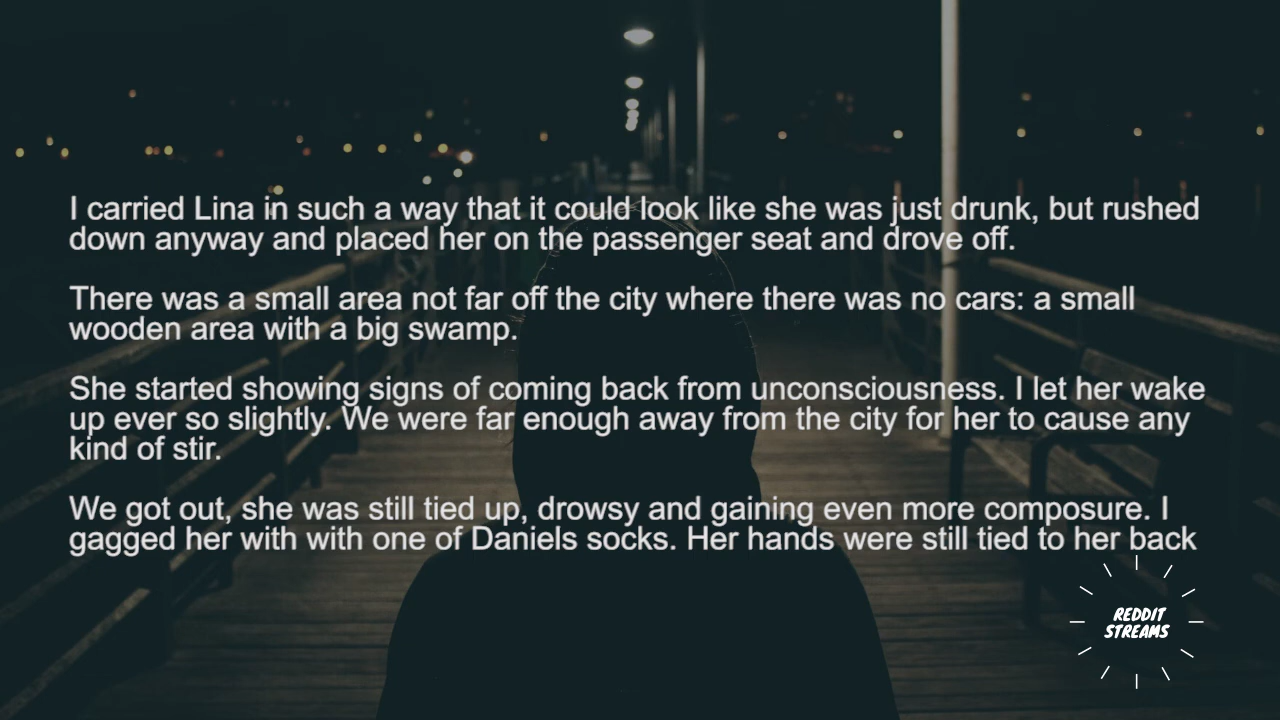 I carried Lina in such a way that it could look like she was just drunk, but rushed
down anyway and placed her on the passenger seat and drove off.
There was a small area not far off the city where there was no cars: a small
wooden area with a big swamp.
She started showing signs of coming back from unconsciousness. I let her wake
up ever so slightly. We were far enough away from the city for her to cause any
kind of stir.
We got out, she was still tied up, drowsy and gaining even more composure. I
gagged her with with one of Daniels socks. Her hands were still tied to her back
REDDIT
STREAMS